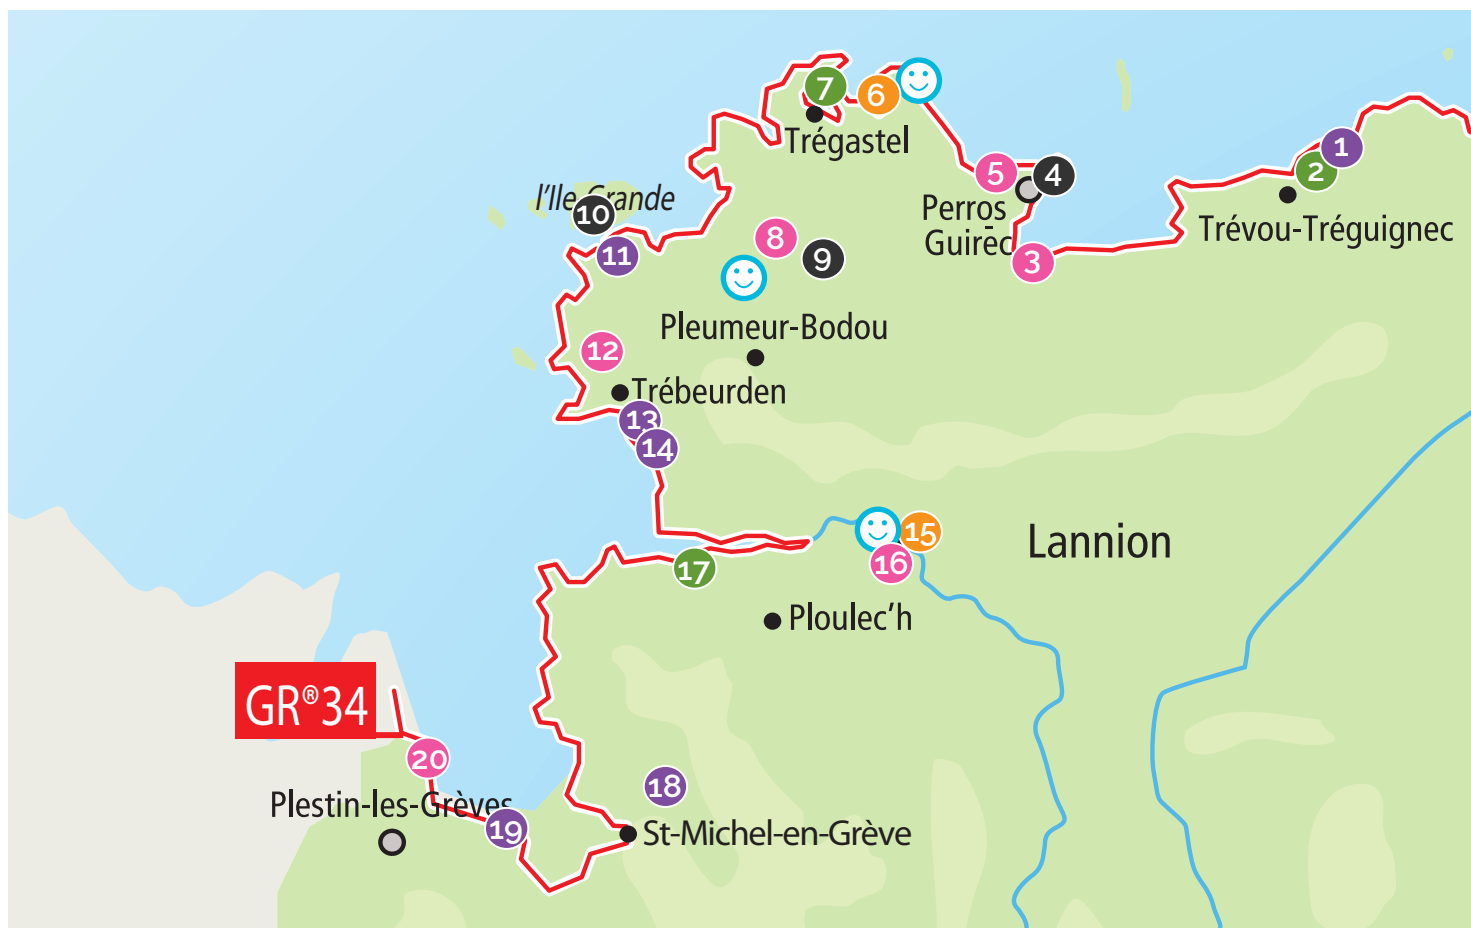 7
6
1
Trégastel
5
4
2
l'Ile Grande
10
Perros
Guirec
Trévou-Tréguignec
8
11
9
3
Pleumeur-Bodou
12
Trébeurden
13
14
15
Lannion
16
17
Ploulec'h
GR®34
20
18
Plestin-les-Grèves
19
St-Michel-en-Grève